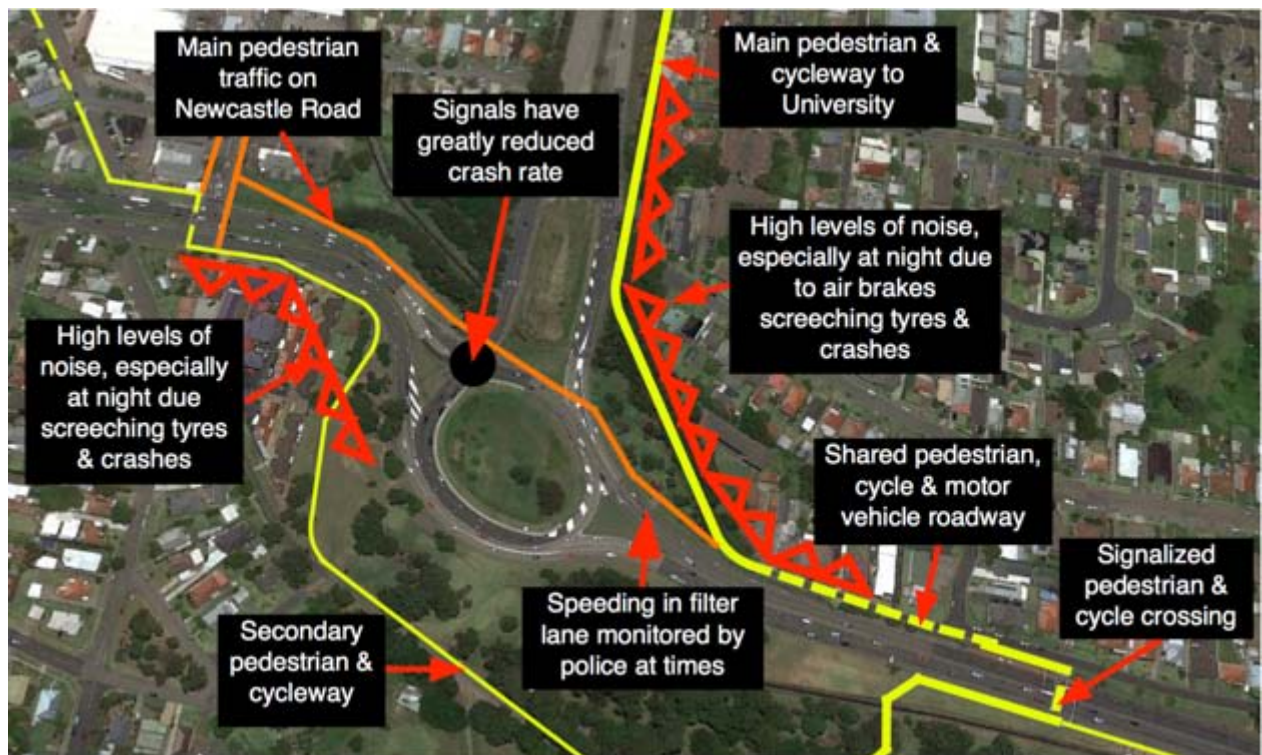 Main pedestrian
traffic on
Newcastle Road
Signals have
greatly reduced
crash rate
Main pedestrian &
cycleway to
University
High levels of noise,
especially at night due
to air brakes
screeching tyres &
crashes
High levels of
noise, especially
at night due
screeching tyres
& crashes
Shared pedestrian,
cycle & motor
vehicle roadway
Signalized
pedestrian &
cycle crossing
Speeding in filter
lane monitored by
police at times
Secondary
pedestrian &
cycleway